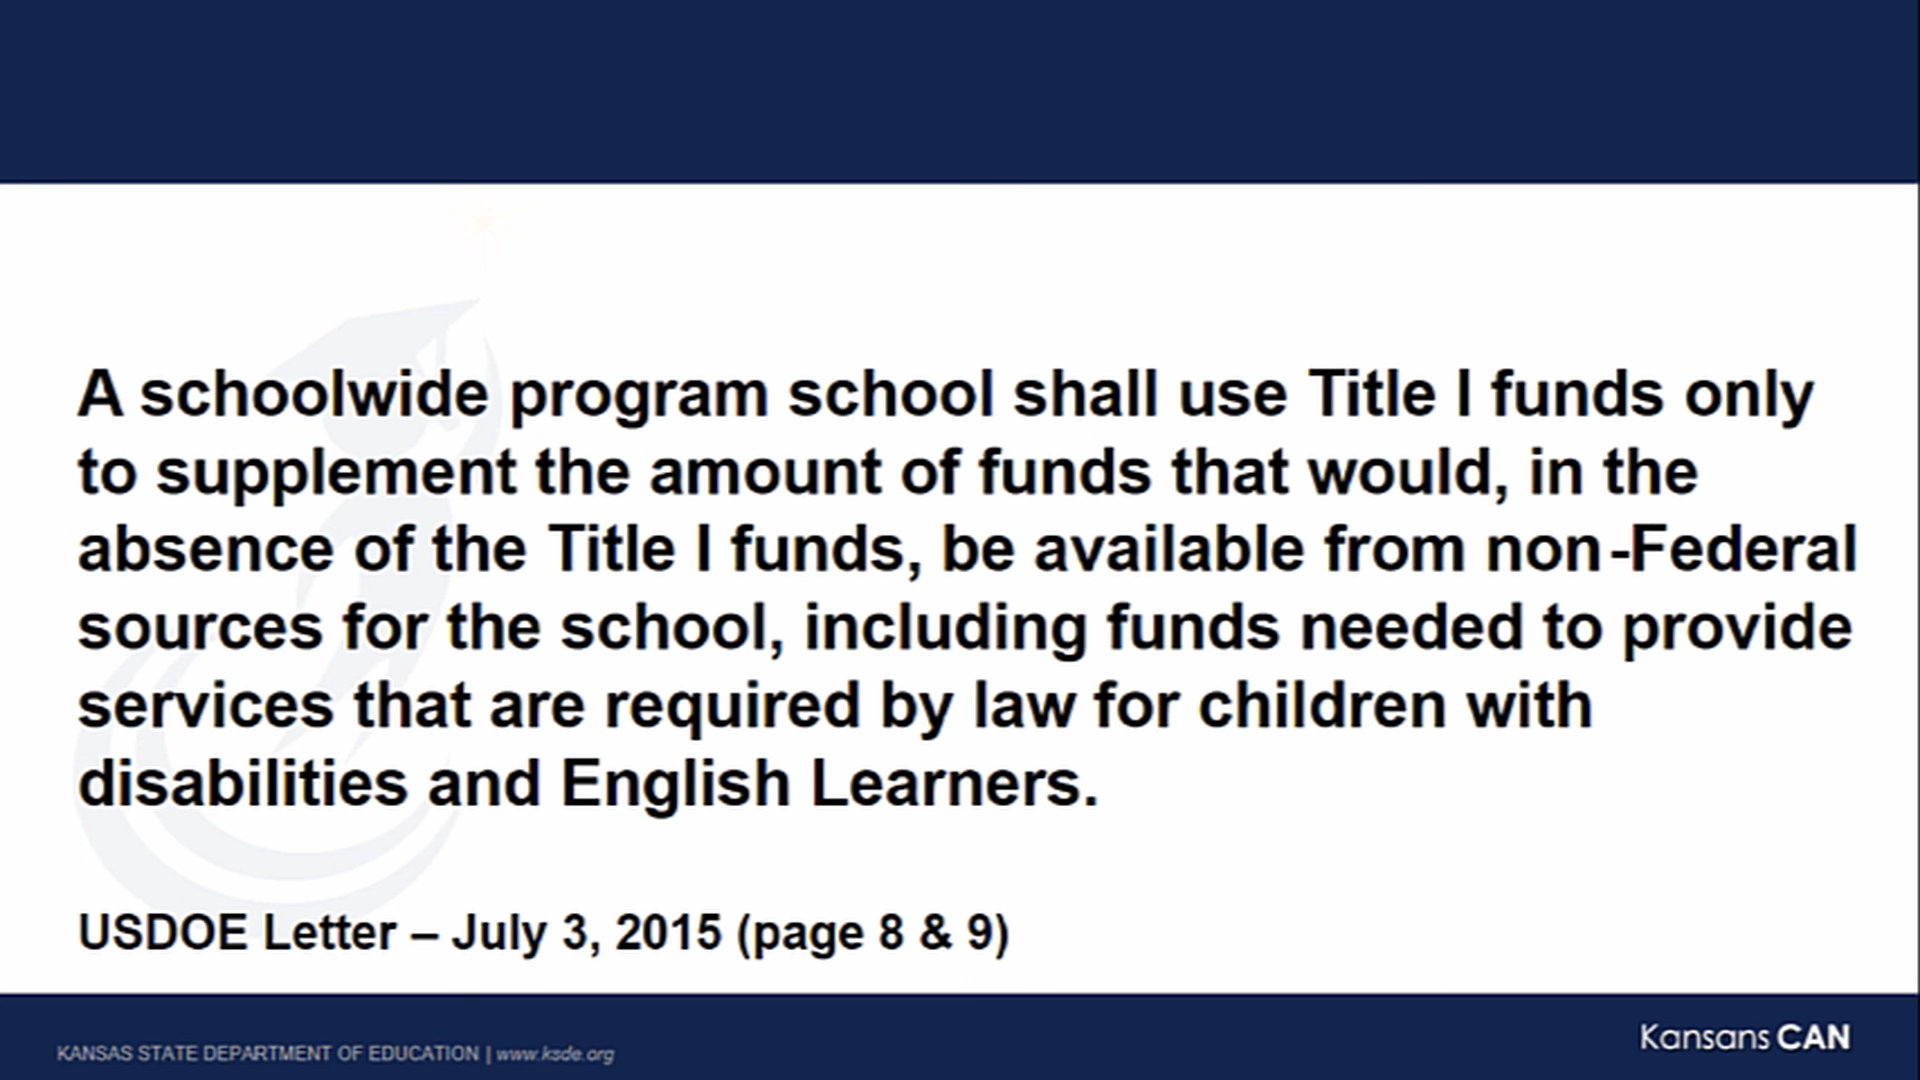 A schoolwide program school shall use Title I funds only
to supplement the amount of funds that would, in the
absence of the Title I funds, be available from non-Federal
sources for the school, including funds needed to provide
services that are required by law for children with
disabilities and English Learners.
USDOE Letter – July 3, 2015 (page 8 & 9)
KANSAS STATE DEPARTMENT OF EDUCATION | www.ksde.org
Kansans CAN